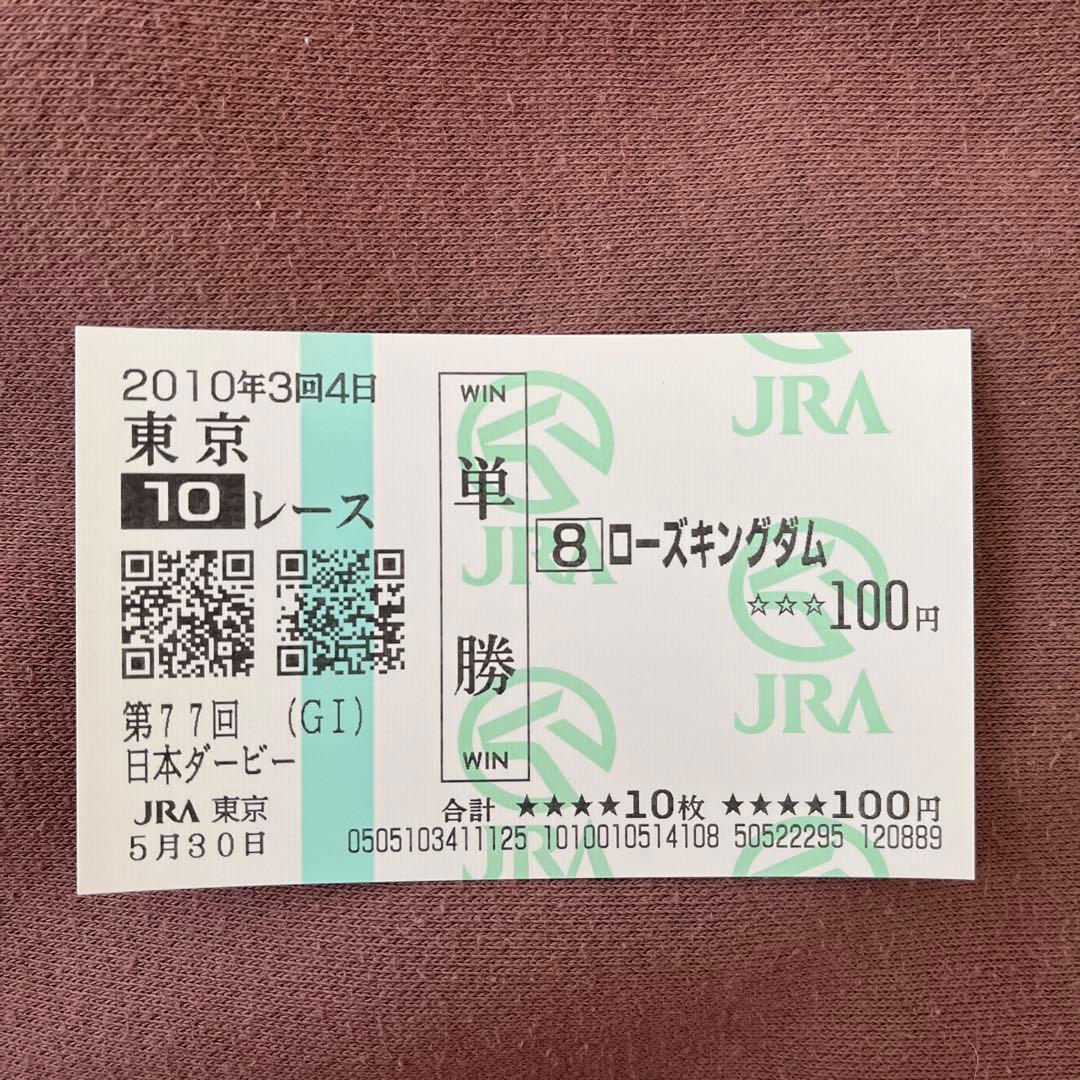 2010年3回4日
東京
10レース
第77回 (GI)
日本ダービー
JRA 東京
5月30日
WIN
単勝
WIN
8 ローズキングダム
☆☆☆100円
合計 ★★★★10枚 ★★★★100円
0505103411125 1010010514108 50522295 120889
JRA
JRA
JRA
JRA